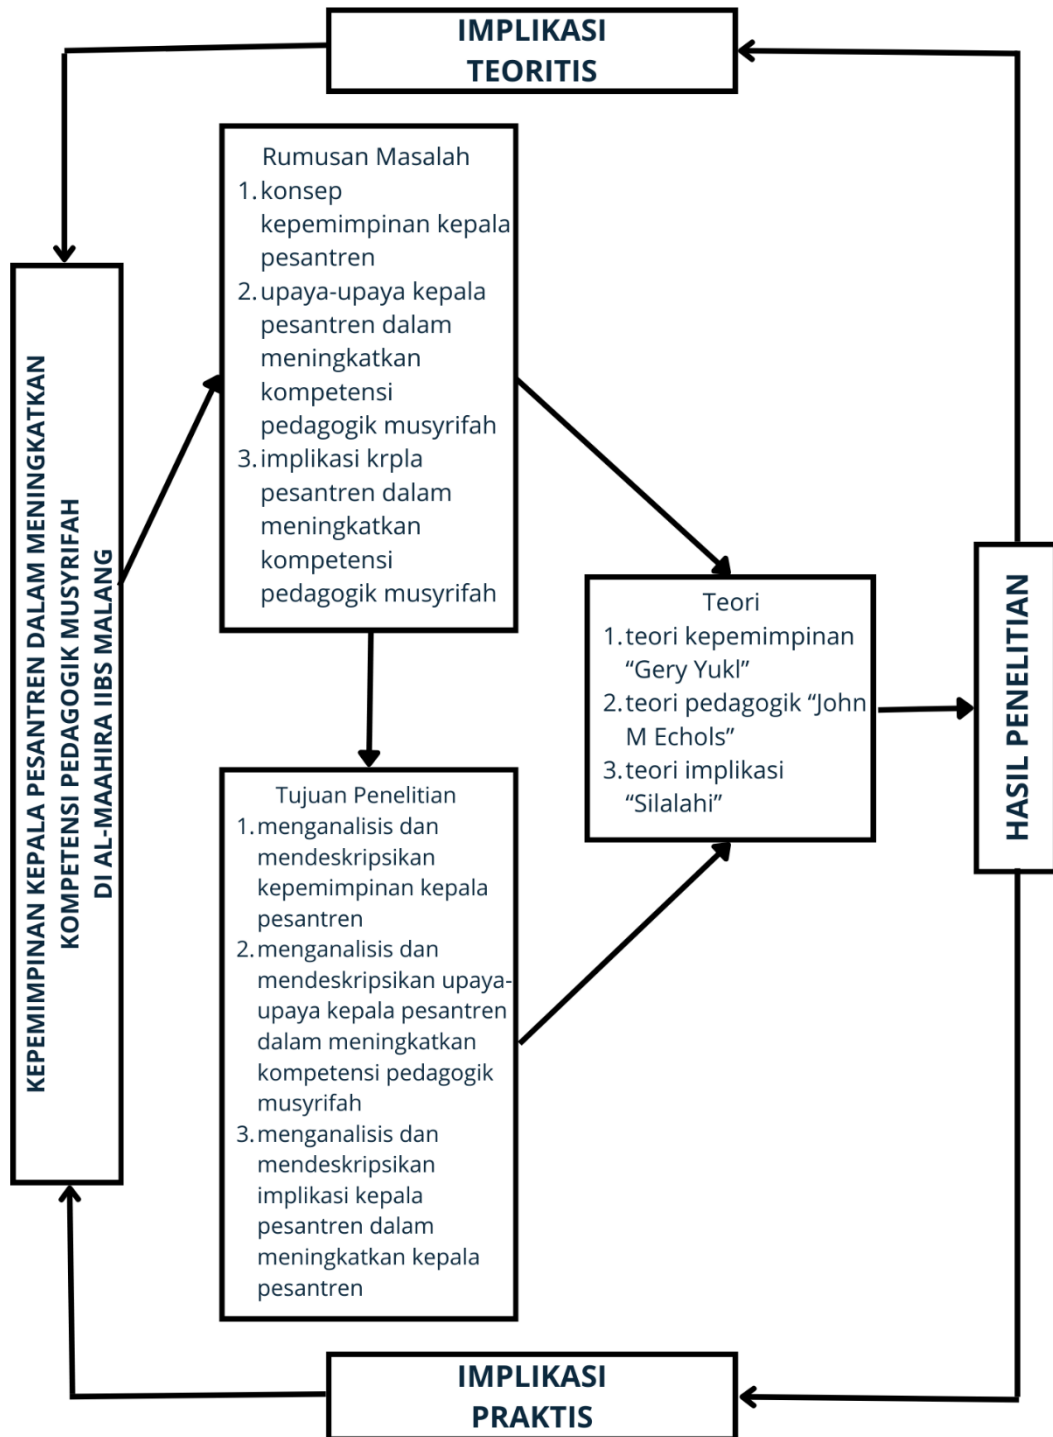 IMPLIKASI
TEORITIS
KEPEMIMPINAN KEPALA PESANTREN DALAM MENINGKATKAN
KOMPETENSI PEDAGOGIK MUSYRIFAH
DI AL-MAAHIRA IIBS MALANG
Rumusan Masalah
1. konsep
kepemimpinan kepala
pesantren
2. upaya-upaya kepala
pesantren dalam
meningkatkan
kompetensi
pedagogik musyrifah
3. implikasi krpla
pesantren dalam
meningkatkan
kompetensi
pedagogik musyrifah
Tujuan Penelitian
1. menganalisis dan
mendeskripsikan
kepemimpinan kepala
pesantren
2. menganalisis dan
mendeskripsikan upaya-
upaya kepala pesantren
dalam meningkatkan
kompetensi pedagogik
musyrifah
3. menganalisis dan
mendeskripsikan
implikasi kepala
pesantren dalam
meningkatkan kepala
pesantren
Teori
1. teori kepemimpinan
“Gery Yukl”
2. teori pedagogik “John
M Echols”
3. teori implikasi
“Silalahi”
HASIL PENELITIAN
IMPLIKASI
PRAKTIS